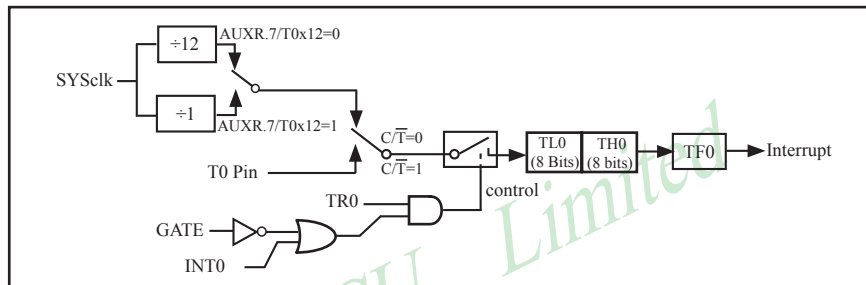 ÷12
AUXR.7/T0x12=0
SYSclk
÷1
AUXR.7/T0x12=1
C/T̅=0
C/T̅=1
T0 Pin
control
TL0
(8 Bits)
TH0
(8 bits)
TF0
Interrupt
TR0
GATE
INT0
Limited